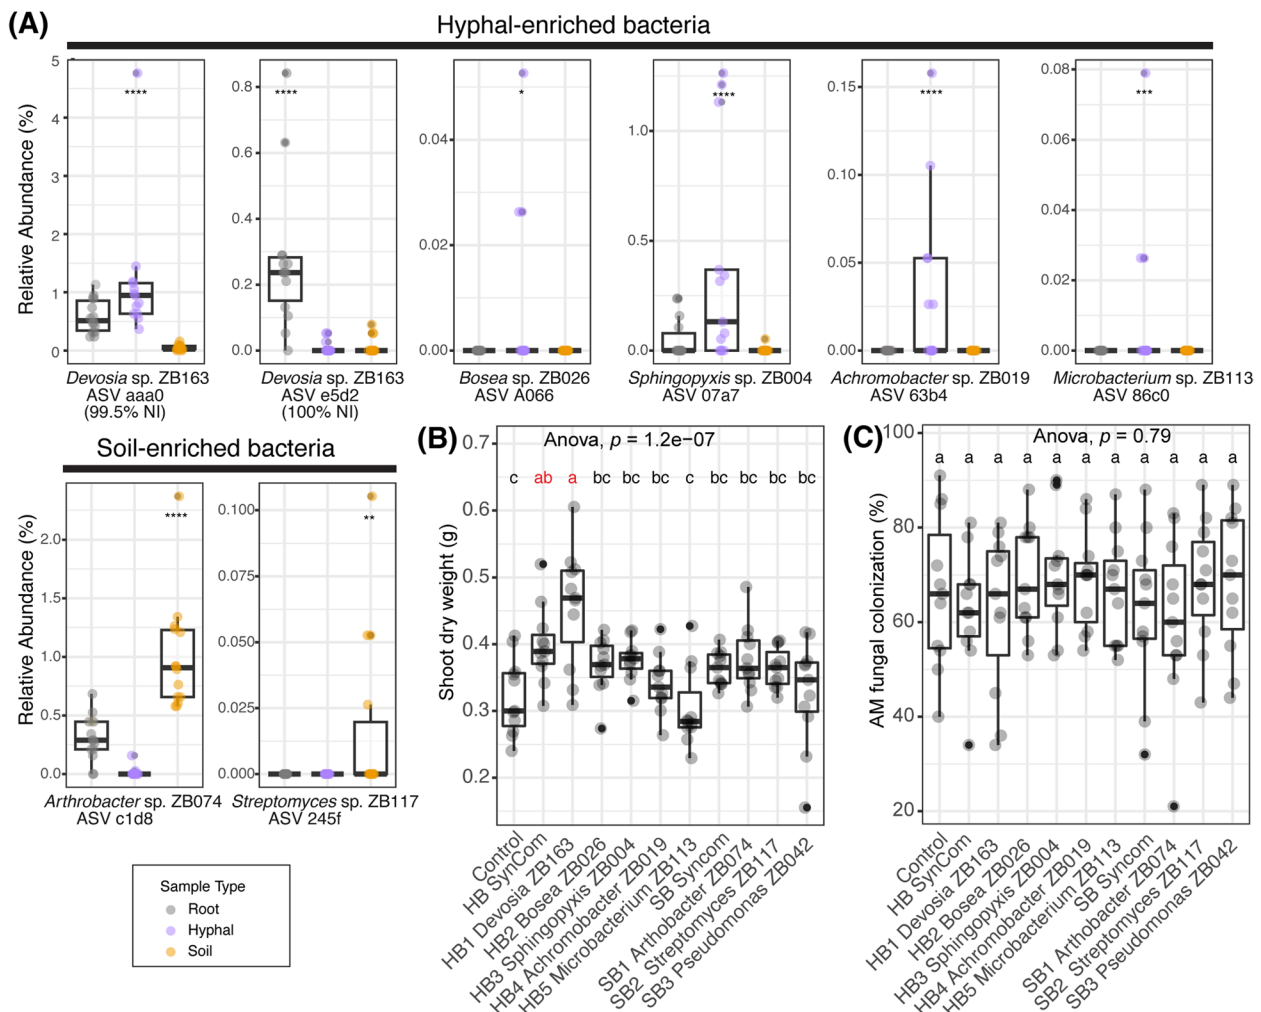 (A)
Hyphal-enriched bacteria
Relative Abundance (%)
5
4
3
2
1
0
****
Devosia sp. ZB163
ASV aaa0
(99.5% NI)
0.8
0.6
0.4
0.2
0.0
****
Devosia sp. ZB163
ASV e5d2
(100% NI)
0.04
0.02
0.00
*
Bosea sp. ZB026
ASV A066
1.0
0.5
0.0
****
Sphingopyxis sp. ZB004
ASV 07a7
0.15
0.10
0.05
0.00
****
Achromobacter sp. ZB019
ASV 63b4
0.08
0.06
0.04
0.02
0.00
***
Microbacterium sp. ZB113
ASV 86c0
Soil-enriched bacteria
Relative Abundance (%)
2.0
1.5
1.0
0.5
0.0
****
Arthrobacter sp. ZB074
ASV c1d8
0.100
0.075
0.050
0.025
0.000
**
Streptomyces sp. ZB117
ASV 245f
Sample Type
Root
Hyphal
Soil
(B)
Anova, p = 1.2e−07
c ab a bc bc bc c bc bc bc bc
Shoot dry weight (g)
0.7
0.6
0.5
0.4
0.3
0.2
Control
HB SynCom
HB1 Devosia ZB163
HB2 Bosea ZB026
HB3 Sphingopyxis ZB004
HB4 Achromobacter ZB019
HB5 Microbacterium ZB113
SB Syncom
SB1 Arthobacter ZB074
SB2 Streptomyces ZB117
SB3 Pseudomonas ZB042
(C)
Anova, p = 0.79
a a a a a a a a a a a
AM fungal colonization (%)
100
80
60
40
20
Control
HB SynCom
HB1 Devosia ZB163
HB2 Bosea ZB026
HB3 Sphingopyxis ZB004
HB4 Achromobacter ZB019
HB5 Microbacterium ZB113
SB Syncom
SB1 Arthobacter ZB074
SB2 Streptomyces ZB117
SB3 Pseudomonas ZB042